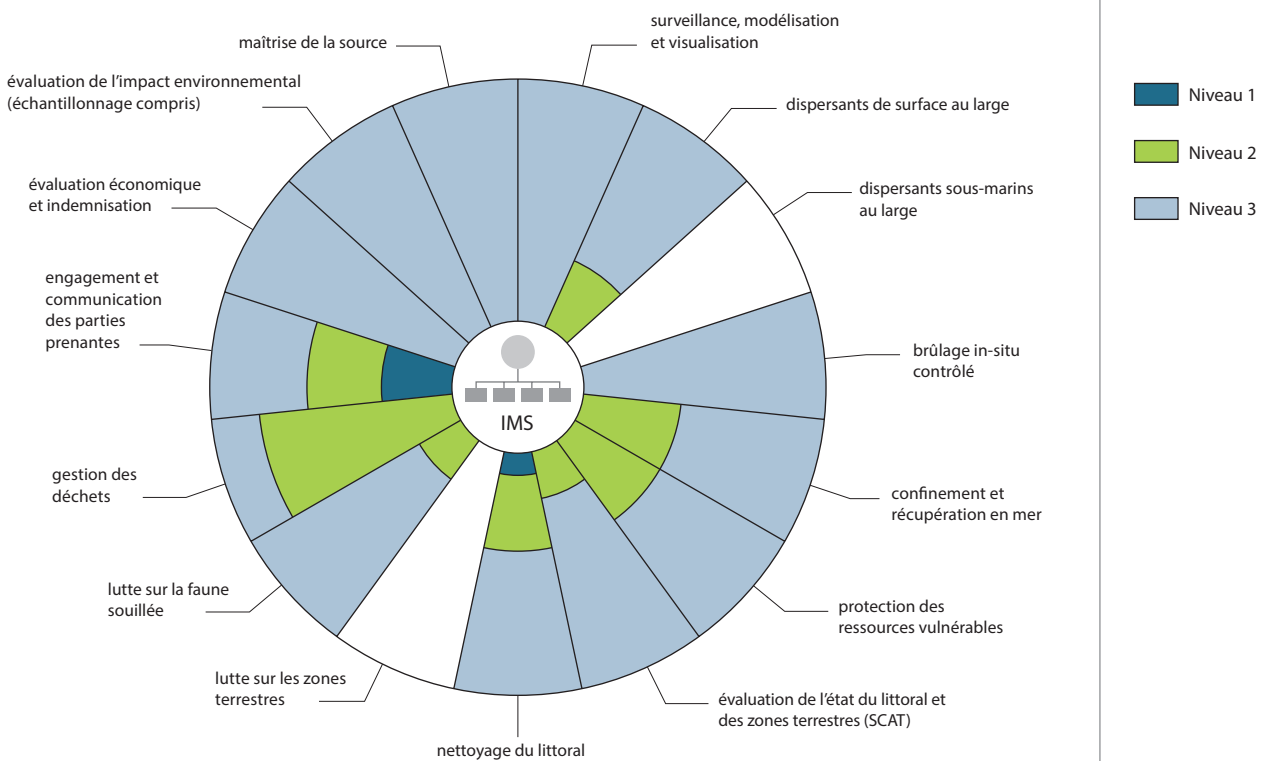 surveillance, modélisation
et visualisation
dispersants de surface au large
dispersants sous-marins
au large
brûlage in-situ
contrôlé
confinement et
récupération en mer
protection des
ressources vulnérables
évaluation de l'état du littoral et
des zones terrestres (SCAT)
nettoyage du littoral
lutte sur les zones
terrestres
lutte sur la faune
souillée
gestion des
déchets
engagement et
communication
des parties
prenantes
évaluation économique
et indemnisation
évaluation de l'impact environnemental
(échantillonnage compris)
maîtrise de la source
IMS
Niveau 1
Niveau 2
Niveau 3